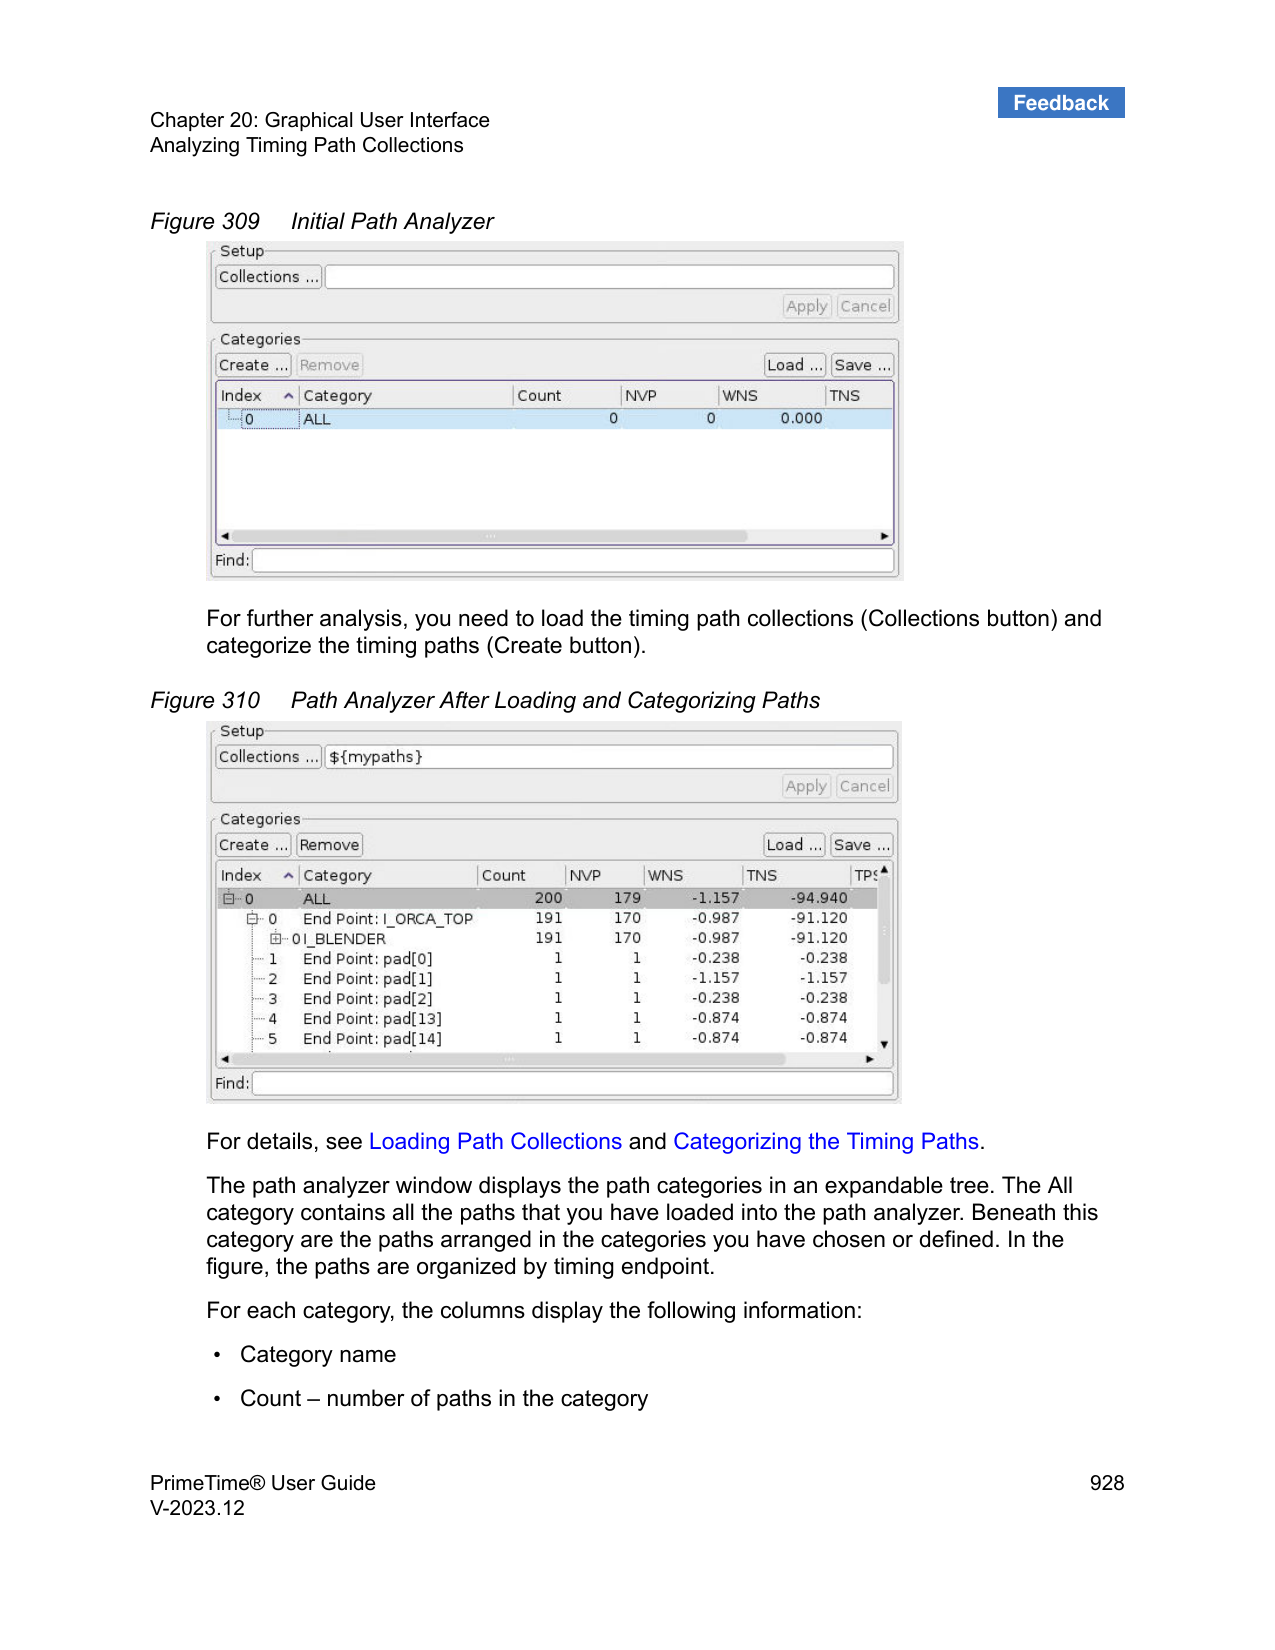 Feedback
Chapter 20: Graphical User Interface
Analyzing Timing Path Collections
Figure 309 Initial Path Analyzer
Setup
Collections ...
Apply Cancel
Categories
Create ... Remove Load ... Save ...
Index Category Count NVP WNS TNS
0 ALL 0 0 0.000
Find:
For further analysis, you need to load the timing path collections (Collections button) and
categorize the timing paths (Create button).
Figure 310 Path Analyzer After Loading and Categorizing Paths
Setup
Collections ... ${mypaths}
Apply Cancel
Categories
Create ... Remove Load ... Save ...
Index Category Count NVP WNS TNS TPS
0 ALL 200 179 -1.157 -94.940
0 End Point: I_ORCA_TOP 191 170 -0.987 -91.120
0 I_BLENDER 191 170 -0.987 -91.120
1 End Point: pad[0] 1 1 -0.238 -0.238
2 End Point: pad[1] 1 1 -1.157 -1.157
3 End Point: pad[2] 1 1 -0.238 -0.238
4 End Point: pad[13] 1 1 -0.874 -0.874
5 End Point: pad[14] 1 1 -0.874 -0.874
Find:
For details, see Loading Path Collections and Categorizing the Timing Paths.
The path analyzer window displays the path categories in an expandable tree. The All
category contains all the paths that you have loaded into the path analyzer. Beneath this
category are the paths arranged in the categories you have chosen or defined. In the
figure, the paths are organized by timing endpoint.
For each category, the columns display the following information:
• Category name
• Count – number of paths in the category
PrimeTime® User Guide 928
V-2023.12